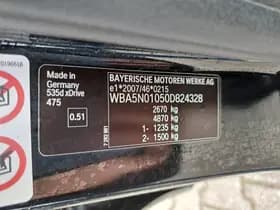 Made in
Germany
535d xDrive
475
0.51
BAYERISCHE MOTOREN WERKE AG
e1*2007/46*0215
WBA5N01050D824328
2670 kg
4870 kg
1- 1235 kg
2- 1500 kg